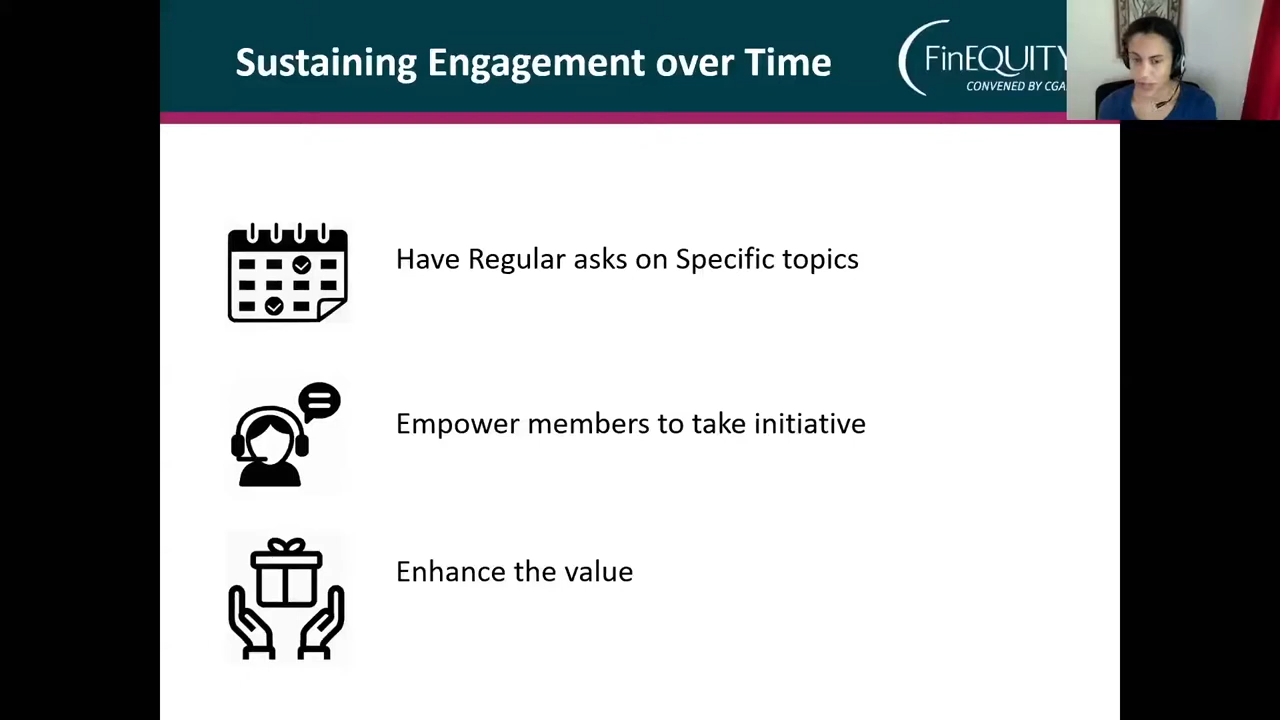 Sustaining Engagement over Time
FinEQUITY
CONVENED BY CGA
Have Regular asks on Specific topics
Empower members to take initiative
Enhance the value